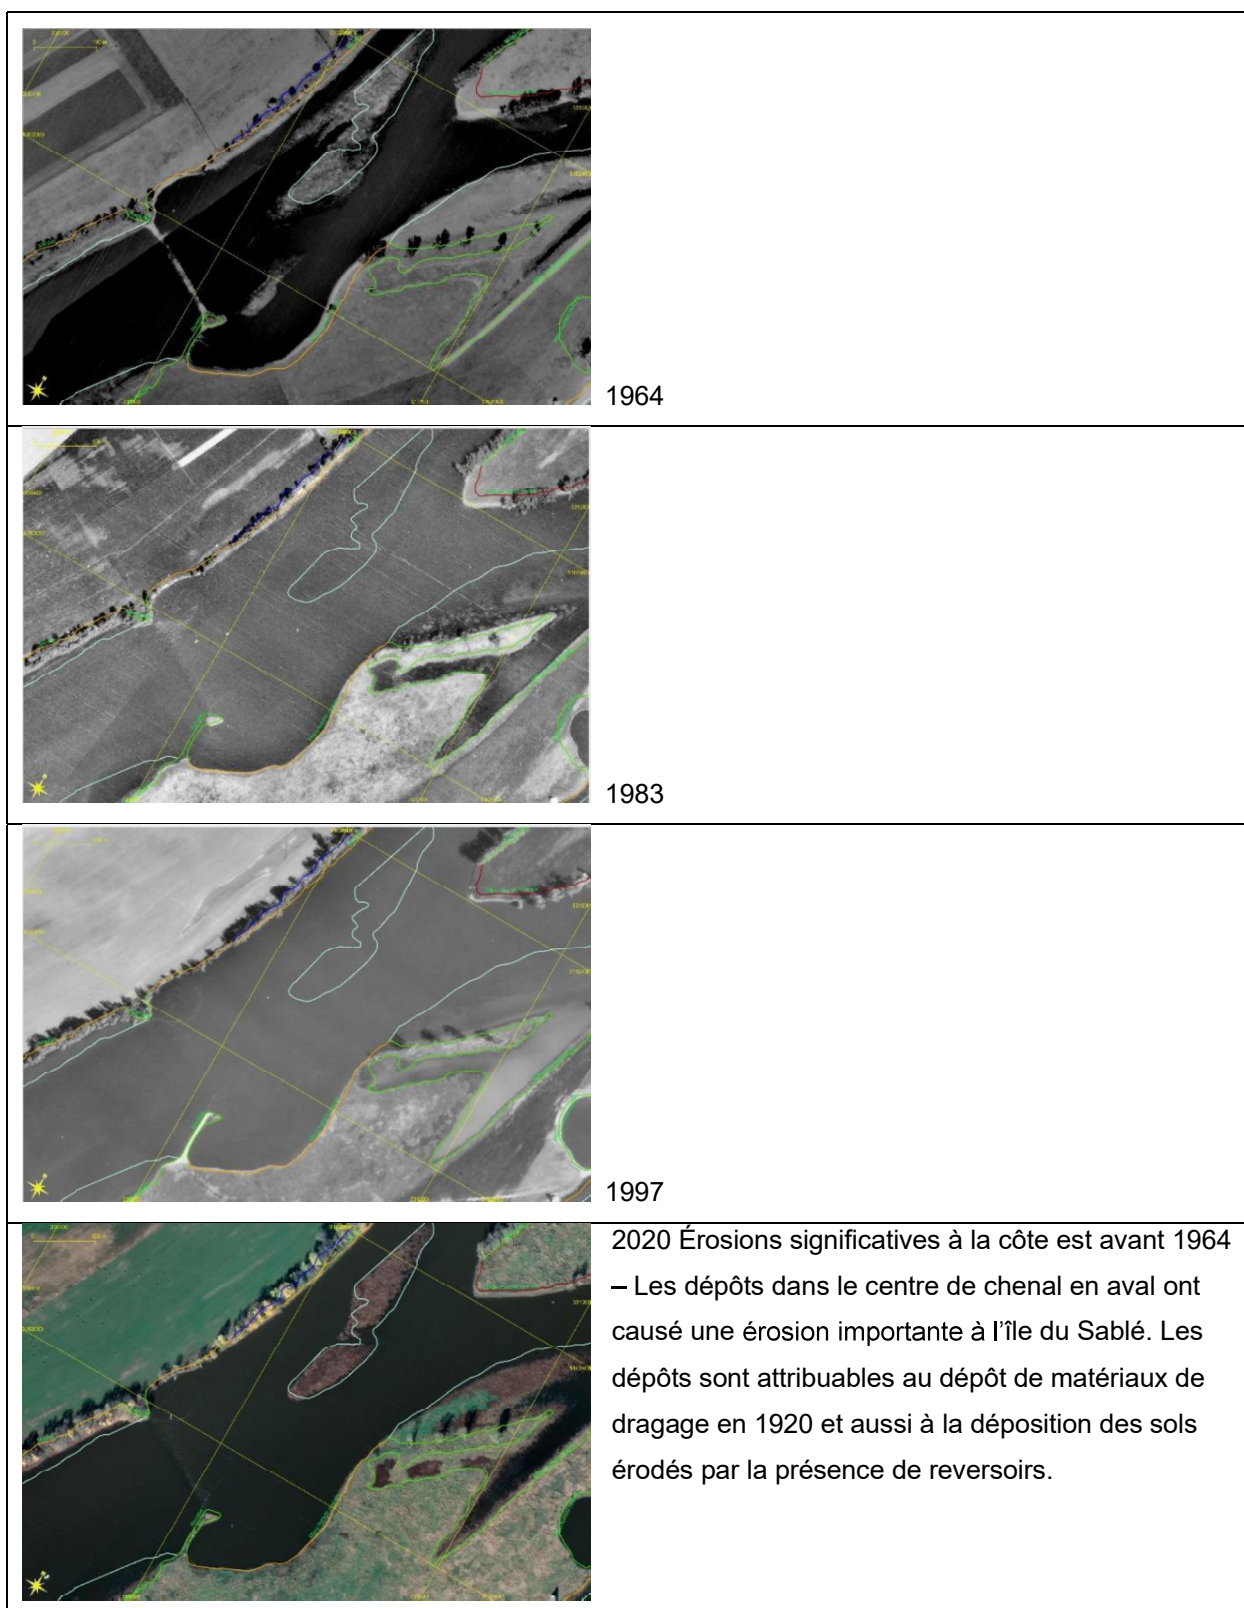 1964
1983
1997
2020 Érosions significatives à la côte est avant 1964
– Les dépôts dans le centre de chenal en aval ont
causé une érosion importante à l'île du Sablé. Les
dépôts sont attribuables au dépôt de matériaux de
dragage en 1920 et aussi à la déposition des sols
érodés par la présence de reversoirs.